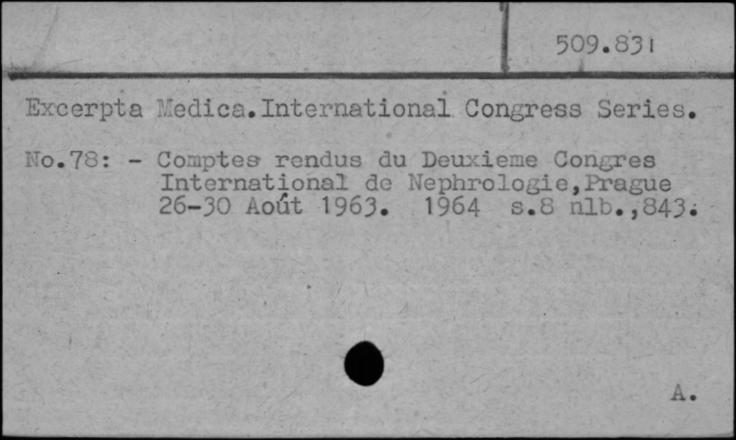 509.831
Excerpta Medica.International Congress Series.
No.78: - Comptes rendus du Deuxieme Congres
International de Nephrologie,Prague
26-30 Août 1963. 1964 s.8 nlb.,843.
A.